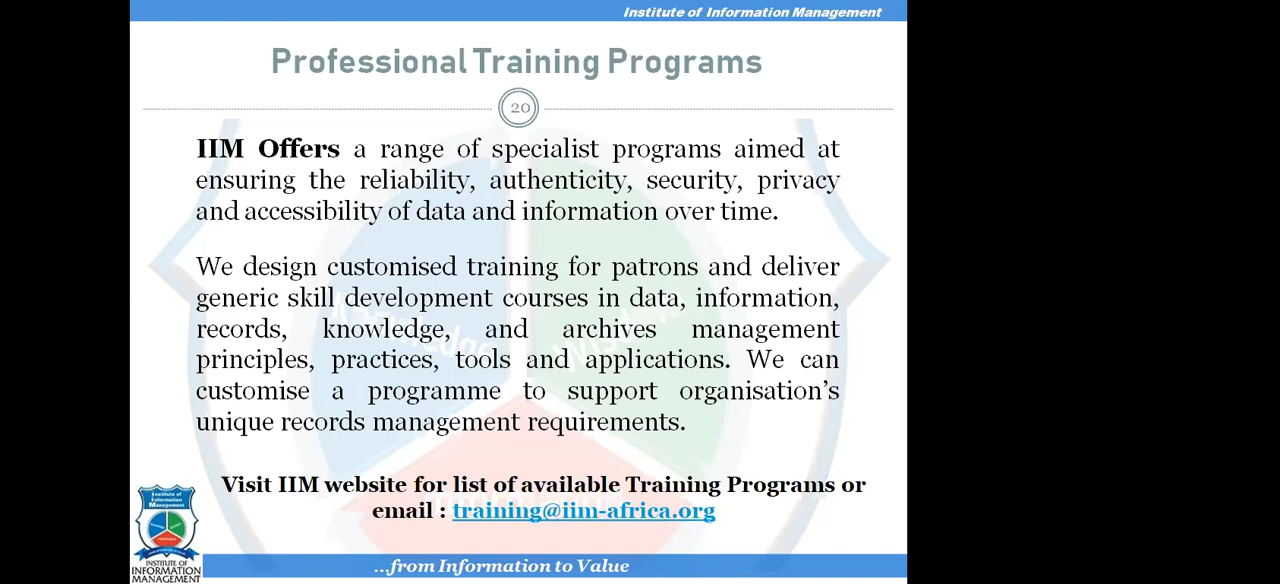 Institute of Information Management
Professional Training Programs
20
IIM Offers a range of specialist programs aimed at
ensuring the reliability, authenticity, security, privacy
and accessibility of data and information over time.
We design customised training for patrons and deliver
generic skill development courses in data, information,
records, knowledge, and archives management
principles, practices, tools and applications. We can
customise a programme to support organisation's
unique records management requirements.
Visit IIM website for list of available Training Programs or
email : training@iim-africa.org
Institute of
Information
Management
INSTITUTE OF
INFORMATION
MANAGEMENT
...from Information to Value